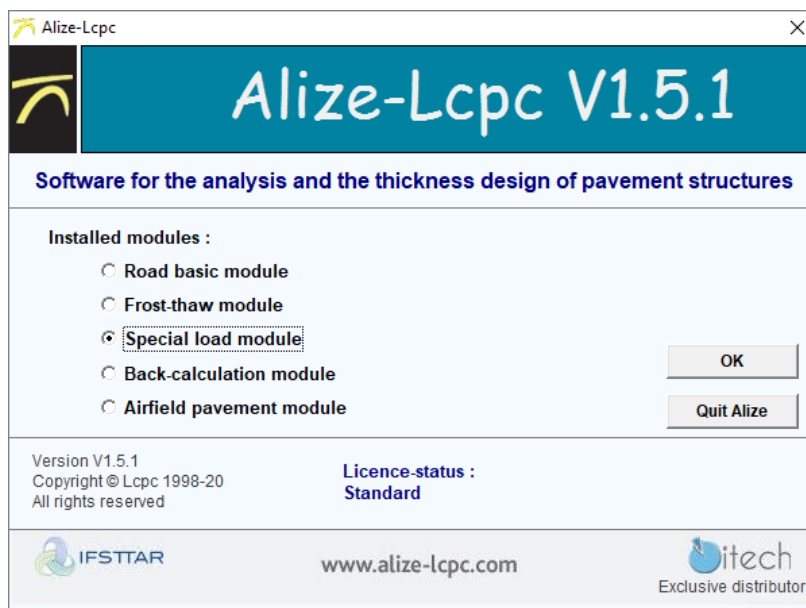 Alize-Lcpc
Alize-Lcpc V1.5.1
Software for the analysis and the thickness design of pavement structures
Installed modules :
Road basic module
Frost-thaw module
Special load module
Back-calculation module
Airfield pavement module
OK
Quit Alize
Version V1.5.1
Copyright © Lcpc 1998-20
All rights reserved
Licence-status :
Standard
IFSTTAR
www.alize-lcpc.com
itech
Exclusive distributor